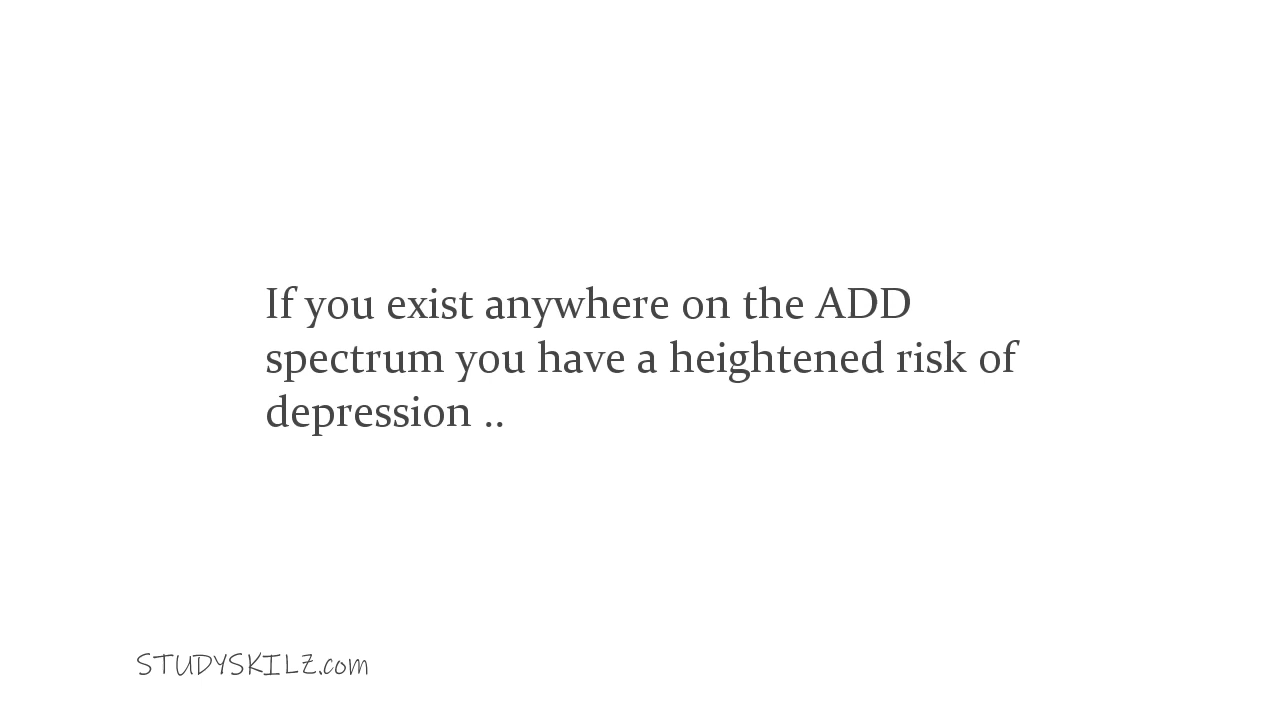 If you exist anywhere on the ADD
spectrum you have a heightened risk of
depression ..
STUDYSKILZ.com